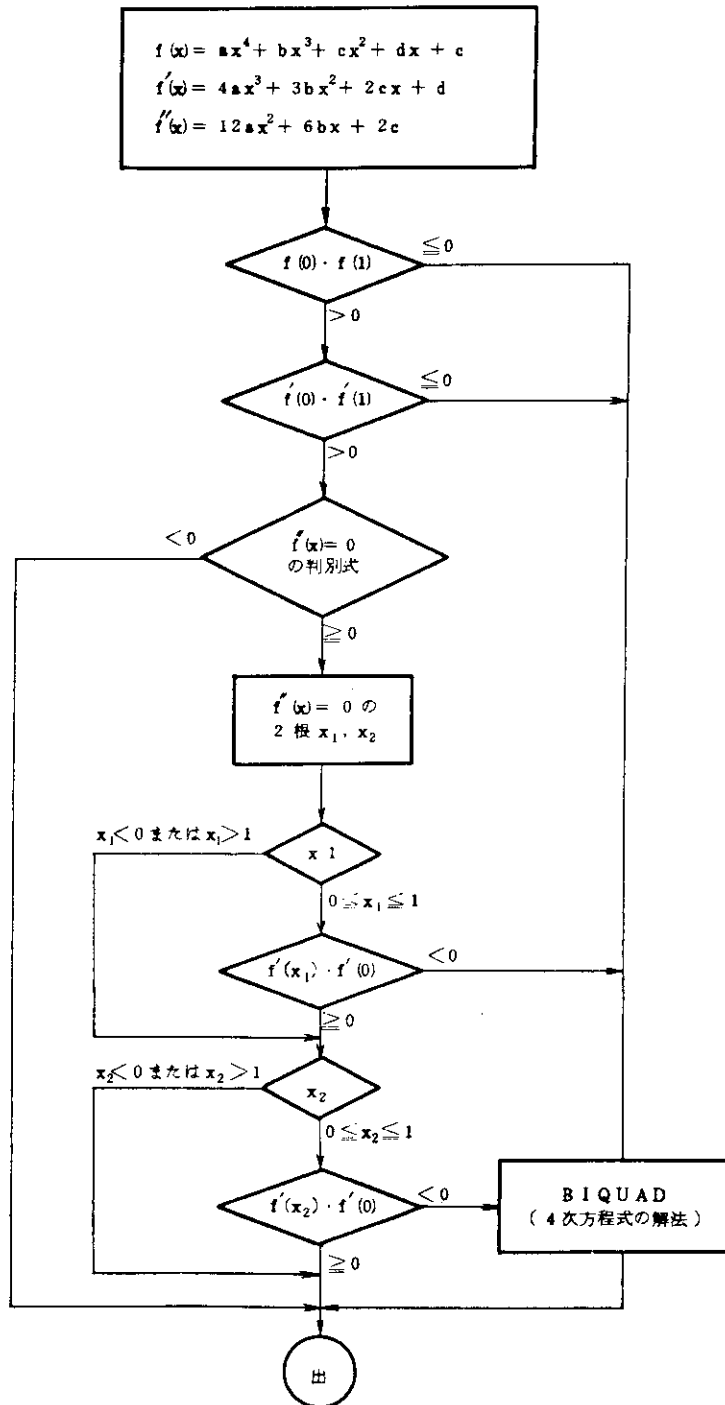 f(x)= ax⁴+ bx³+ cx²+ dx + c
f′(x)= 4ax³+ 3bx²+ 2cx + d
f″(x)= 12ax²+ 6bx + 2c
f(0)・f(1)
≦0
>0
f′(0)・f′(1)
≦0
>0
<0
f″(x)= 0
の判別式
≧0
f″(x)= 0 の
2 根 x₁, x₂
x₁<0 または x₁>1
x 1
0≦x₁≦1
f′(x₁)・f′(0)
<0
≧0
x₂<0 または x₂>1
x₂
0≦x₂≦1
f′(x₂)・f′(0)
<0
BIQUAD
( 4 次方程式の解法 )
≧0
出